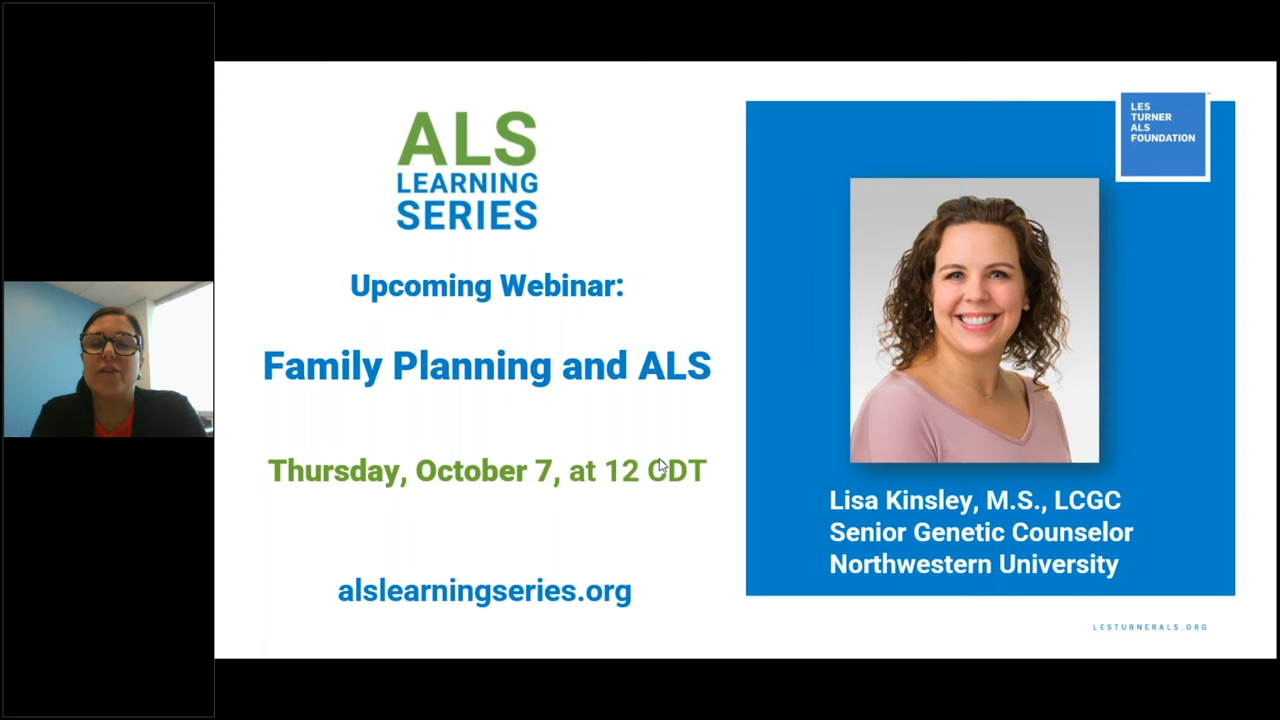 ALS
LEARNING
SERIES
Upcoming Webinar:
Family Planning and ALS
Thursday, October 7, at 12 CDT
alslearningseries.org
LES
TURNER
ALS
FOUNDATION
Lisa Kinsley, M.S., LCGC
Senior Genetic Counselor
Northwestern University
LESTURNERALS.ORG